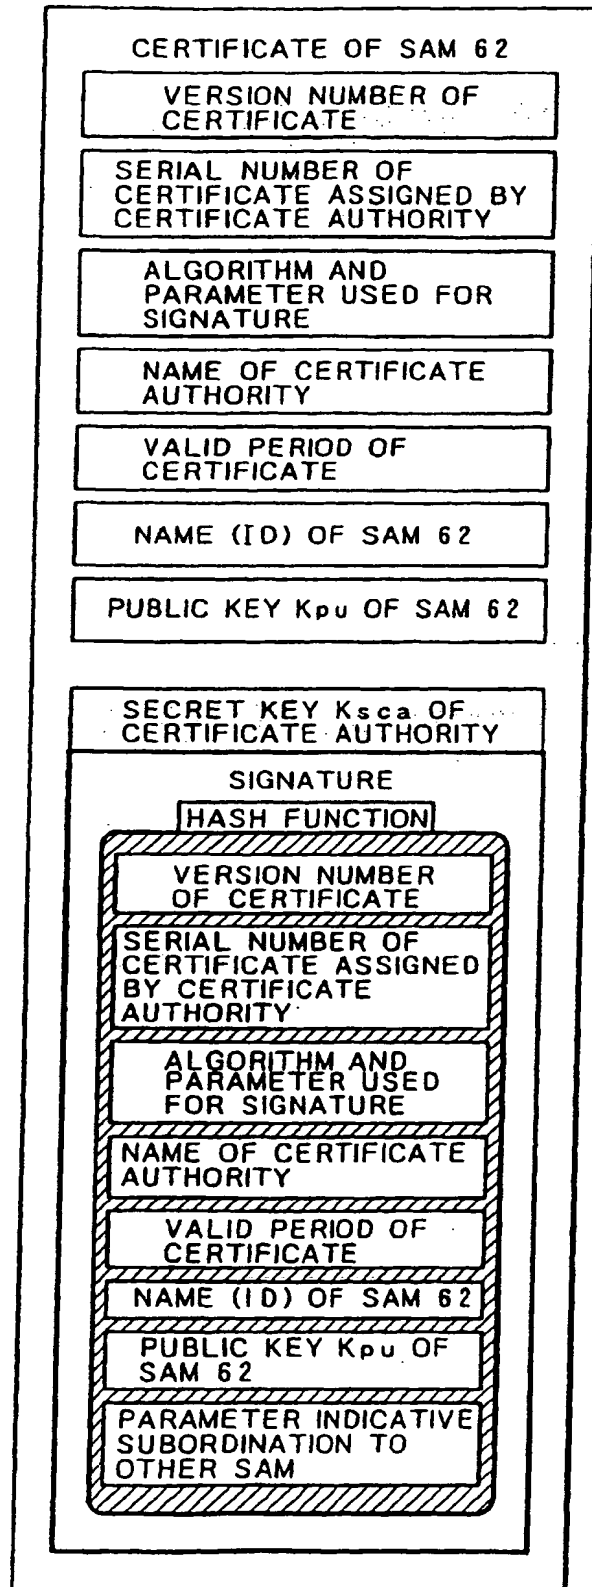 CERTIFICATE OF SAM 62
VERSION NUMBER OF
CERTIFICATE
SERIAL NUMBER OF
CERTIFICATE ASSIGNED BY
CERTIFICATE AUTHORITY
ALGORITHM AND
PARAMETER USED FOR
SIGNATURE
NAME OF CERTIFICATE
AUTHORITY
VALID PERIOD OF
CERTIFICATE
NAME (ID) OF SAM 62
PUBLIC KEY Kpu OF SAM 62
SECRET KEY Ksca OF
CERTIFICATE AUTHORITY
SIGNATURE
HASH FUNCTION
VERSION NUMBER
OF CERTIFICATE
SERIAL NUMBER OF
CERTIFICATE ASSIGNED
BY CERTIFICATE
AUTHORITY
ALGORITHM AND
PARAMETER USED
FOR SIGNATURE
NAME OF CERTIFICATE
AUTHORITY
VALID PERIOD OF
CERTIFICATE
NAME (ID) OF SAM 62
PUBLIC KEY Kpu OF
SAM 62
PARAMETER INDICATIVE
SUBORDINATION TO
OTHER SAM